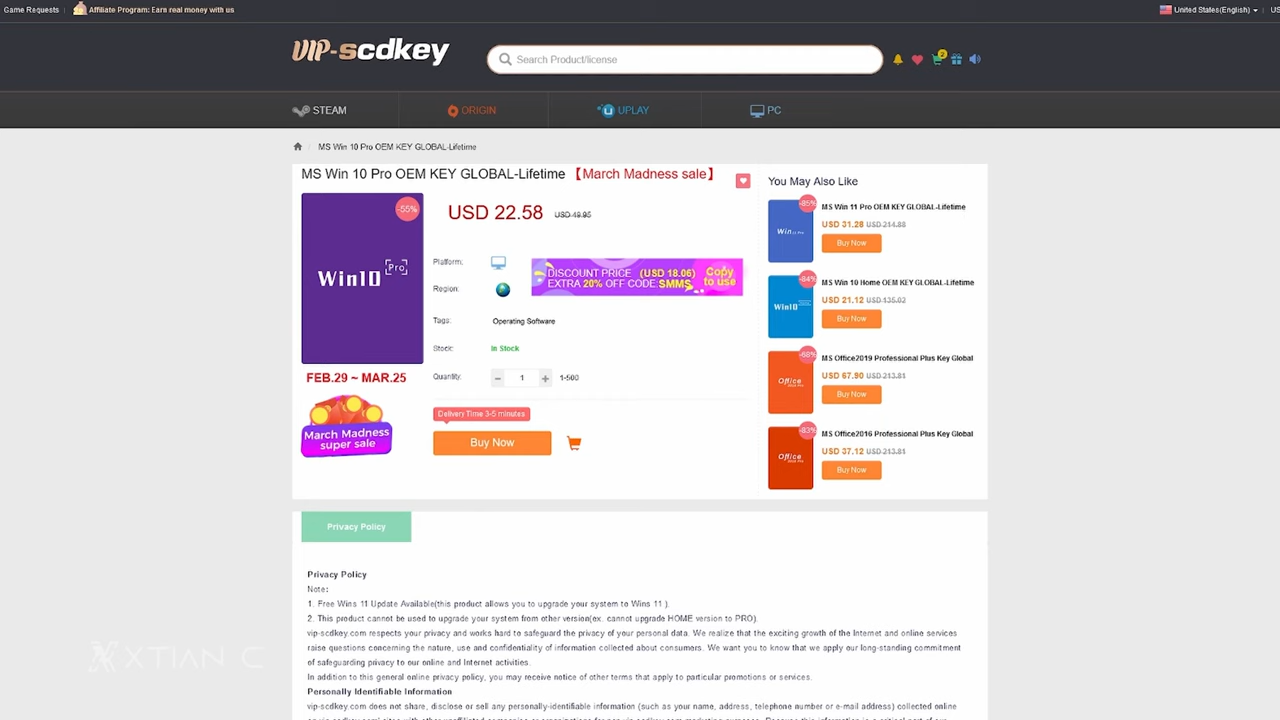 Game Requests
Affiliate Program: Earn real money with us
United States(English)
US
VIP-scdkey
Search Product/license
2
STEAM
ORIGIN
UPLAY
PC
MS Win 10 Pro OEM KEY GLOBAL-Lifetime
MS Win 10 Pro OEM KEY GLOBAL-Lifetime 【March Madness sale】
-55%
Win10 Pro
FEB.29 ~ MAR.25
March Madness
super sale
USD 22.58 USD 49.95
Platform:
Region:
DISCOUNT PRICE (USD 18.06)
EXTRA 20% OFF CODE SMMS
Copy
to use
Tags: Operating Software
Stock: In Stock
Quantity: - 1 + 1-500
Delivery Time 3-5 minutes
Buy Now
You May Also Like
-85%
MS Win 11 Pro OEM KEY GLOBAL-Lifetime
USD 31.28 USD 214.88
Buy Now
-84%
Win10
MS Win 10 Home OEM KEY GLOBAL-Lifetime
USD 21.12 USD 135.02
Buy Now
-68%
Office
MS Office2019 Professional Plus Key Global
USD 67.90 USD 213.81
Buy Now
-83%
Office
MS Office2016 Professional Plus Key Global
USD 37.12 USD 213.81
Buy Now
Privacy Policy
Privacy Policy
Note:
1. Free Wins 11 Update Available(this product allows you to upgrade your system to Wins 11 ).
2. This product cannot be used to upgrade your system from other version(ex. cannot upgrade HOME version to PRO).
vip-scdkey.com respects your privacy and works hard to safeguard the privacy of your personal data. We realize that the exciting growth of the Internet and online services
raise questions concerning the nature, use and confidentiality of information collected about consumers. We want you to know that we apply our long-standing commitment
of safeguarding privacy to our online and Internet activities.
In addition to this general online privacy policy, you may receive notice of other terms that apply to particular promotions or services.
Personally Identifiable Information
vip-scdkey.com does not share, disclose or sell any personally-identifiable information (such as your name, address, telephone number or e-mail address) collected online
XTIAN C